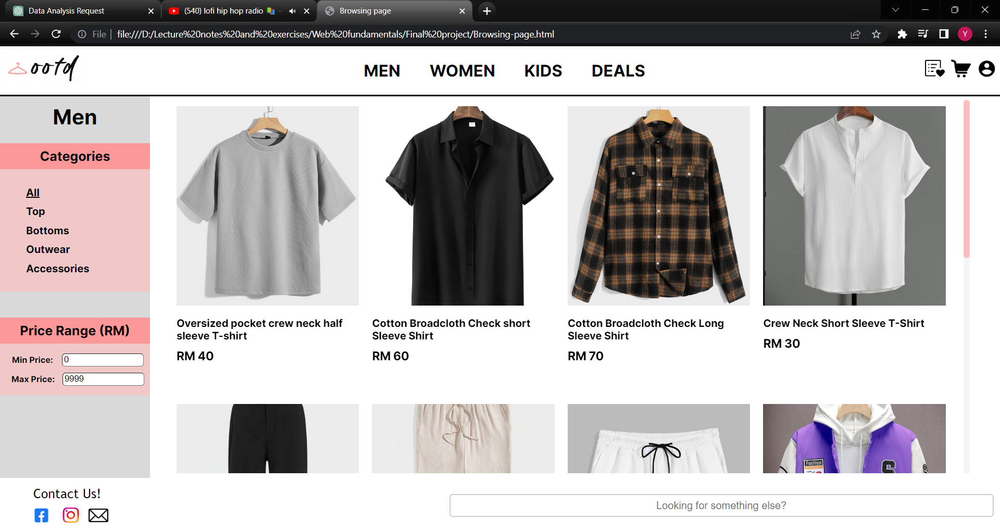 Data Analysis Request
(540) lofi hip hop radio
Browsing page
File
file:///D:/Lecture%20notes%20and%20exercises/Web%20fundamentals/Final%20project/Browsing-page.html
Y
ootd
MEN WOMEN KIDS DEALS
Men
Categories
All
Top
Bottoms
Outwear
Accessories
Price Range (RM)
Min Price: 0
Max Price: 9999
Oversized pocket crew neck half
sleeve T-shirt
RM 40
Cotton Broadcloth Check short
Sleeve Shirt
RM 60
Cotton Broadcloth Check Long
Sleeve Shirt
RM 70
Crew Neck Short Sleeve T-Shirt
RM 30
Fashion
S
Contact Us!
Looking for something else?